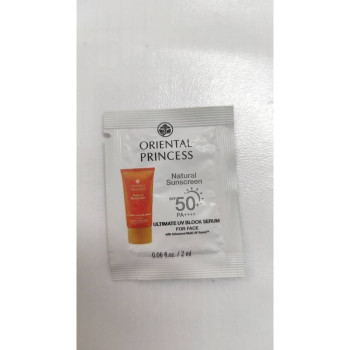 ORIENTAL
PRINCESS
Natural
Sunscreen
SPF 50+
PA++++
ULTIMATE UV BLOCK SERUM
FOR FACE
0.06 fl.oz. / 2 ml